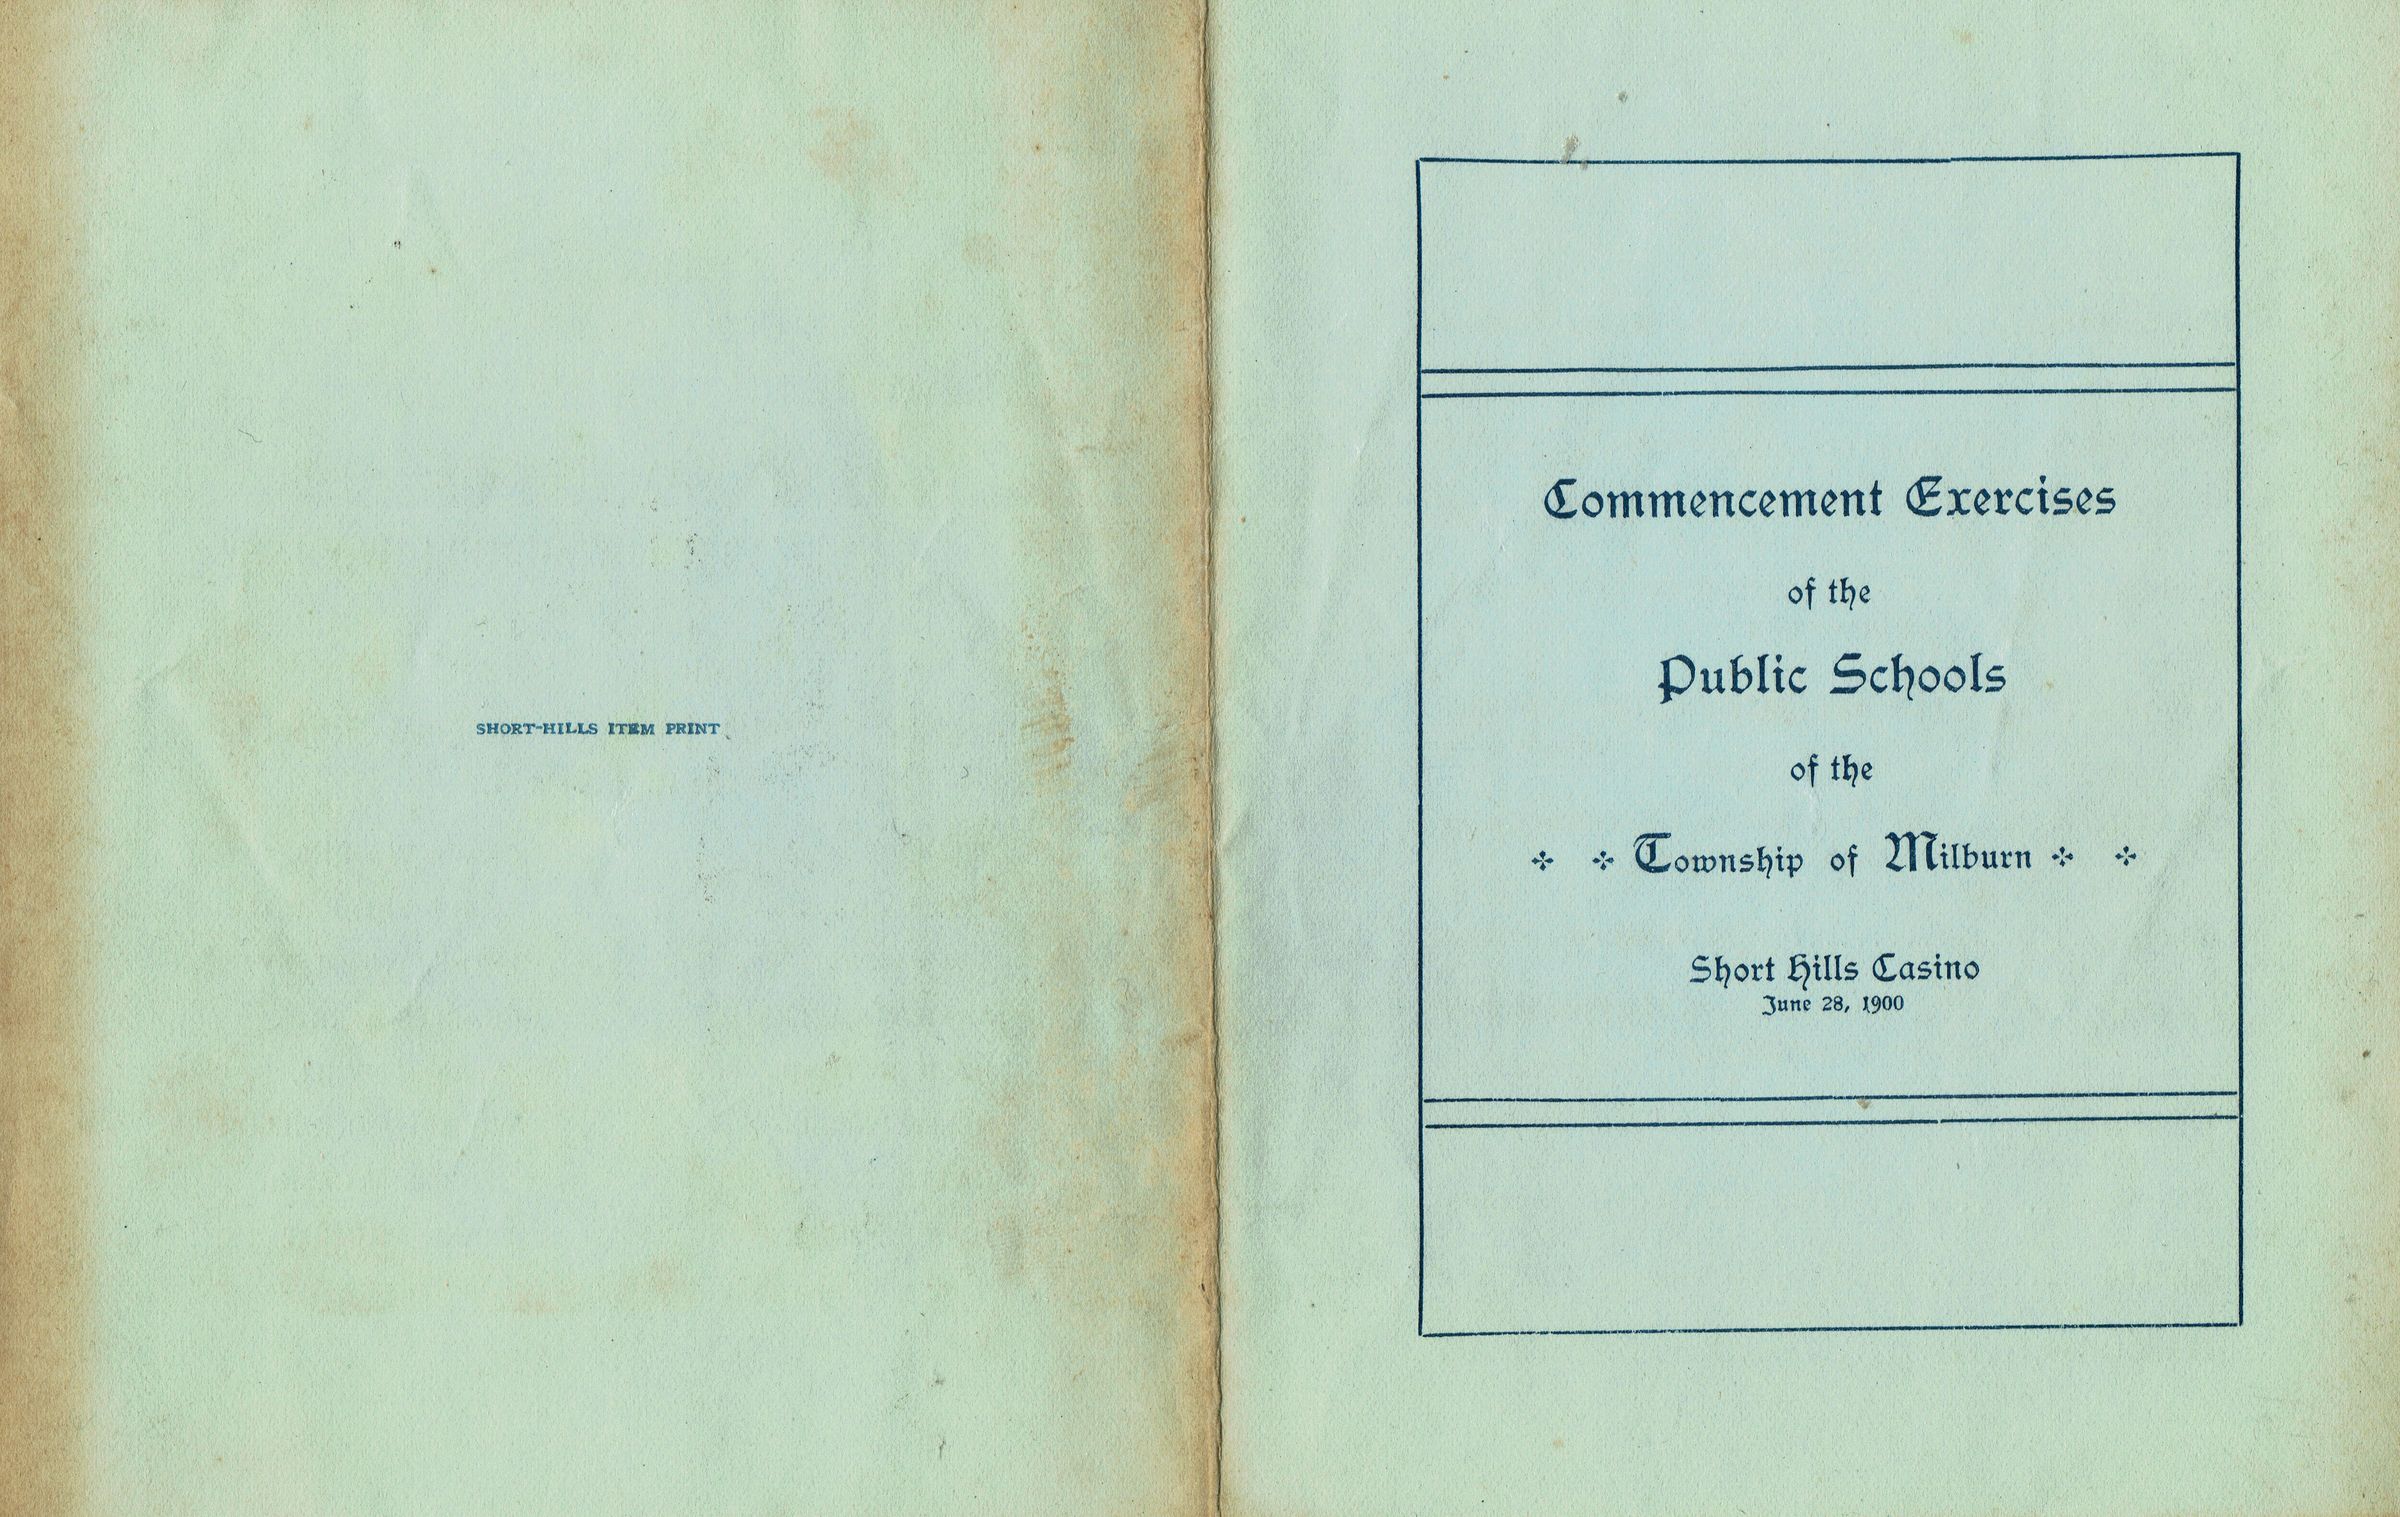 SHORT-HILLS ITEM PRINT
Commencement Exercises
of the
Public Schools
of the
Township of Milburn
Short Hills Casino
June 28, 1900